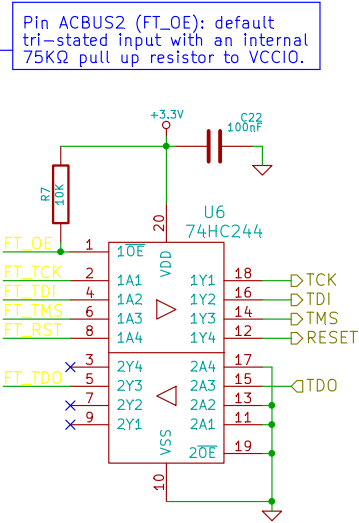 Pin ACBUS2 (FT_OE): default
tri-stated input with an internal
75KΩ pull up resistor to VCCIO.
+3.3V
C22
100nF
R7
10K
U6
74HC244
20
VDD
FT_OE
1
1OE
FT_TCK
2
1A1
1Y1
18
TCK
FT_TDI
4
1A2
1Y2
16
TDI
FT_TMS
6
1A3
1Y3
14
TMS
FT_RST
8
1A4
1Y4
12
RESET
3
2Y4
2A4
17
FT_TDO
5
2Y3
2A3
15
TDO
7
2Y2
2A2
13
9
2Y1
2A1
11
2OE
19
VSS
10